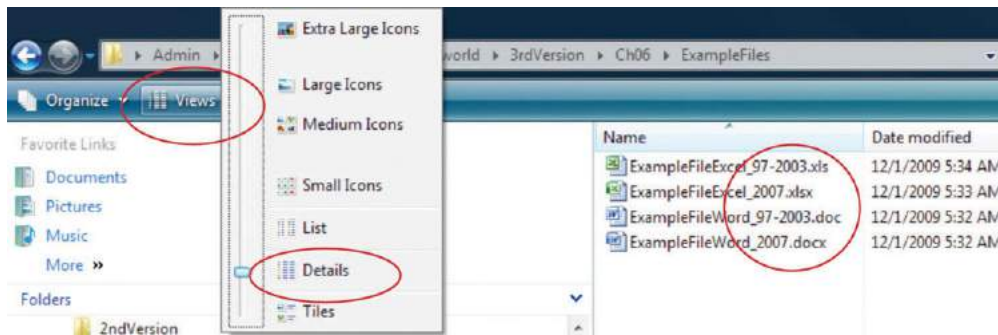 Extra Large Icons
Admin
world ▸ 3rdVersion ▸ Ch06 ▸ ExampleFiles
Organize
Views
Large Icons
Medium Icons
Small Icons
List
Details
Tiles
Favorite Links
Documents
Pictures
Music
More »
Folders
2ndVersion
Name Date modified
ExampleFileExcel_97-2003.xls 12/1/2009 5:34 AM
ExampleFileExcel_2007.xlsx 12/1/2009 5:33 AM
ExampleFileWord_97-2003.doc 12/1/2009 5:32 AM
ExampleFileWord_2007.docx 12/1/2009 5:32 AM